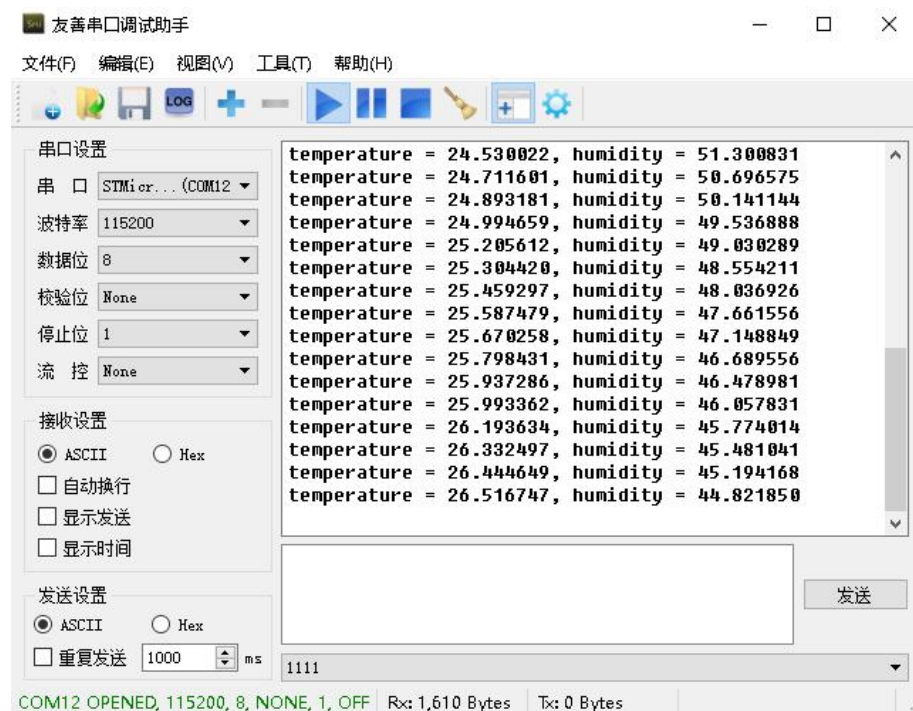 友善串口调试助手
文件(F) 编辑(E) 视图(V) 工具(T) 帮助(H)
LOG
串口设置
串 口 STMicr...(COM12
波特率 115200
数据位 8
校验位 None
停止位 1
流 控 None
接收设置
ASCII Hex
自动换行
显示发送
显示时间
发送设置
ASCII Hex
重复发送 1000 ms
temperature = 24.530022, humidity = 51.300831
temperature = 24.711601, humidity = 50.696575
temperature = 24.893181, humidity = 50.141144
temperature = 24.994659, humidity = 49.536888
temperature = 25.205612, humidity = 49.030289
temperature = 25.304420, humidity = 48.554211
temperature = 25.459297, humidity = 48.036926
temperature = 25.587479, humidity = 47.661556
temperature = 25.670258, humidity = 47.148849
temperature = 25.798431, humidity = 46.689556
temperature = 25.937286, humidity = 46.478981
temperature = 25.993362, humidity = 46.057831
temperature = 26.193634, humidity = 45.774014
temperature = 26.332497, humidity = 45.481041
temperature = 26.444649, humidity = 45.194168
temperature = 26.516747, humidity = 44.821850
发送
1111
COM12 OPENED, 115200, 8, NONE, 1, OFF Rx: 1,610 Bytes Tx: 0 Bytes